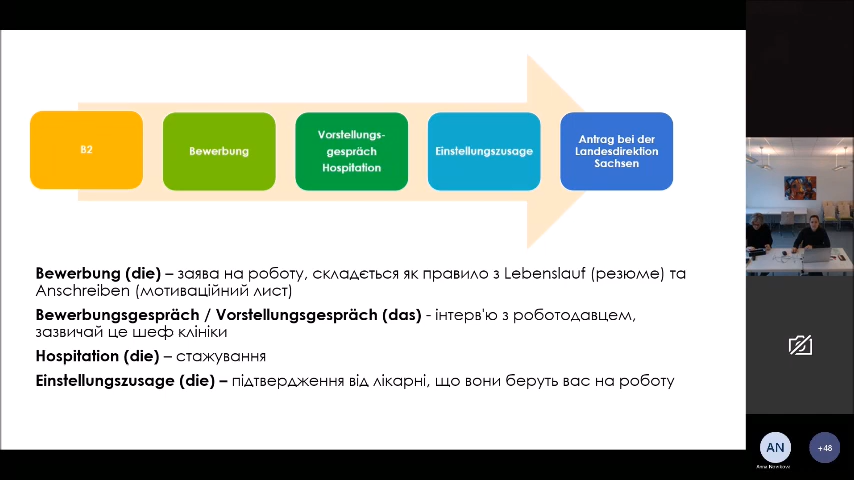 B2
Bewerbung
Vorstellungs-
gespräch
Hospitation
Einstellungszusage
Antrag bei der
Landesdirektion
Sachsen
Bewerbung (die) – заява на роботу, складється як правило з Lebenslauf (резюме) та
Anschreiben (мотиваційний лист)
Bewerbungsgespräch / Vorstellungsgespräch (das) - інтерв'ю з роботодавцем,
зазвичай це шеф клініки
Hospitation (die) – стажування
Einstellungszusage (die) – підтвердження від лікарні, що вони беруть вас на роботу
AN
+48